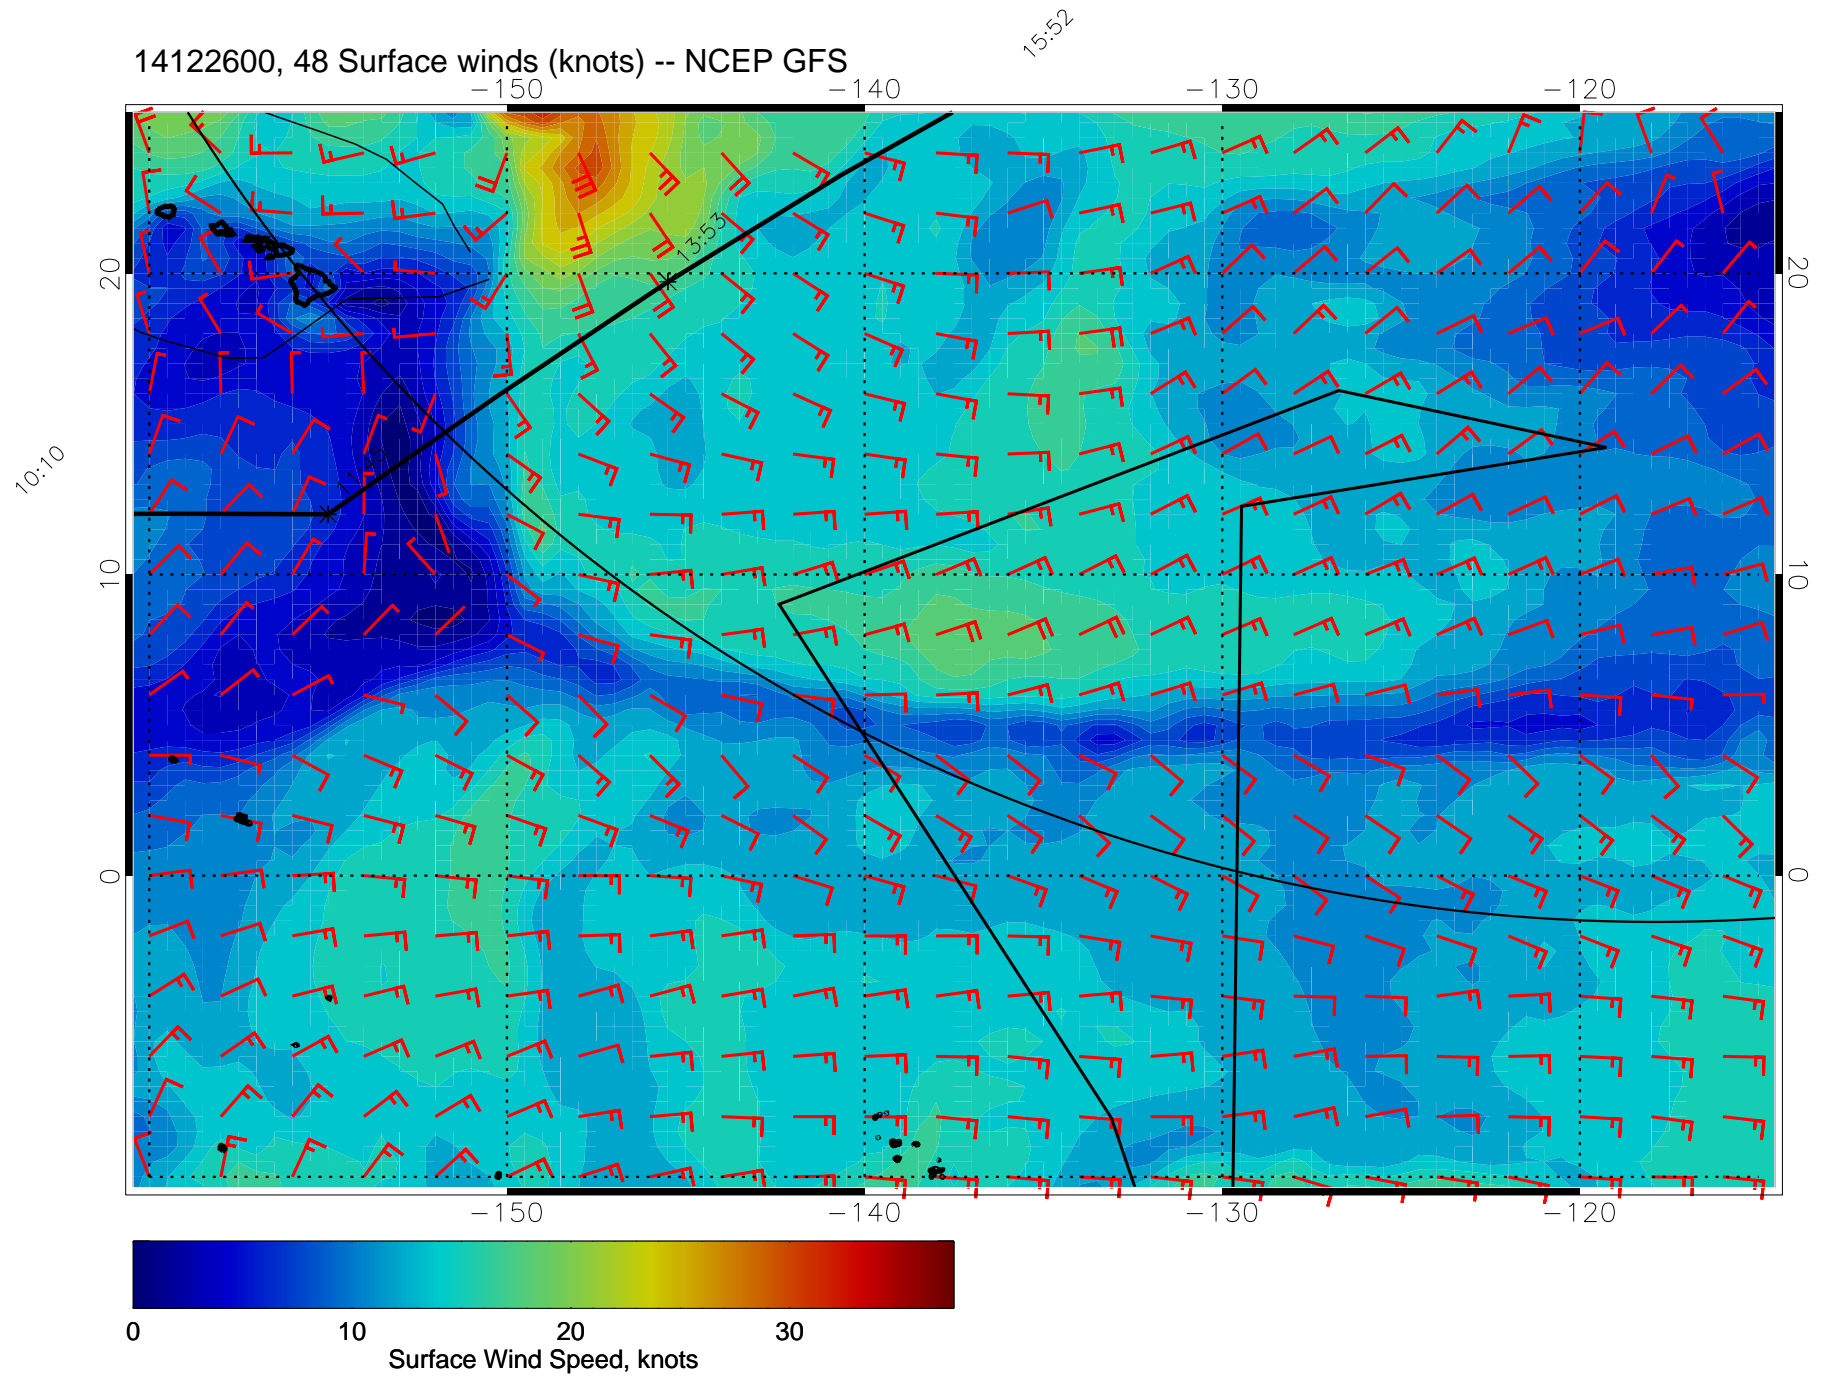 15:52
14122600, 48 Surface winds (knots) -- NCEP GFS
-150 -140 -130 -120
13:53
20 20
10:10
10 10
0 0
-150 -140 -130 -120
0 10 20 30
Surface Wind Speed, knots